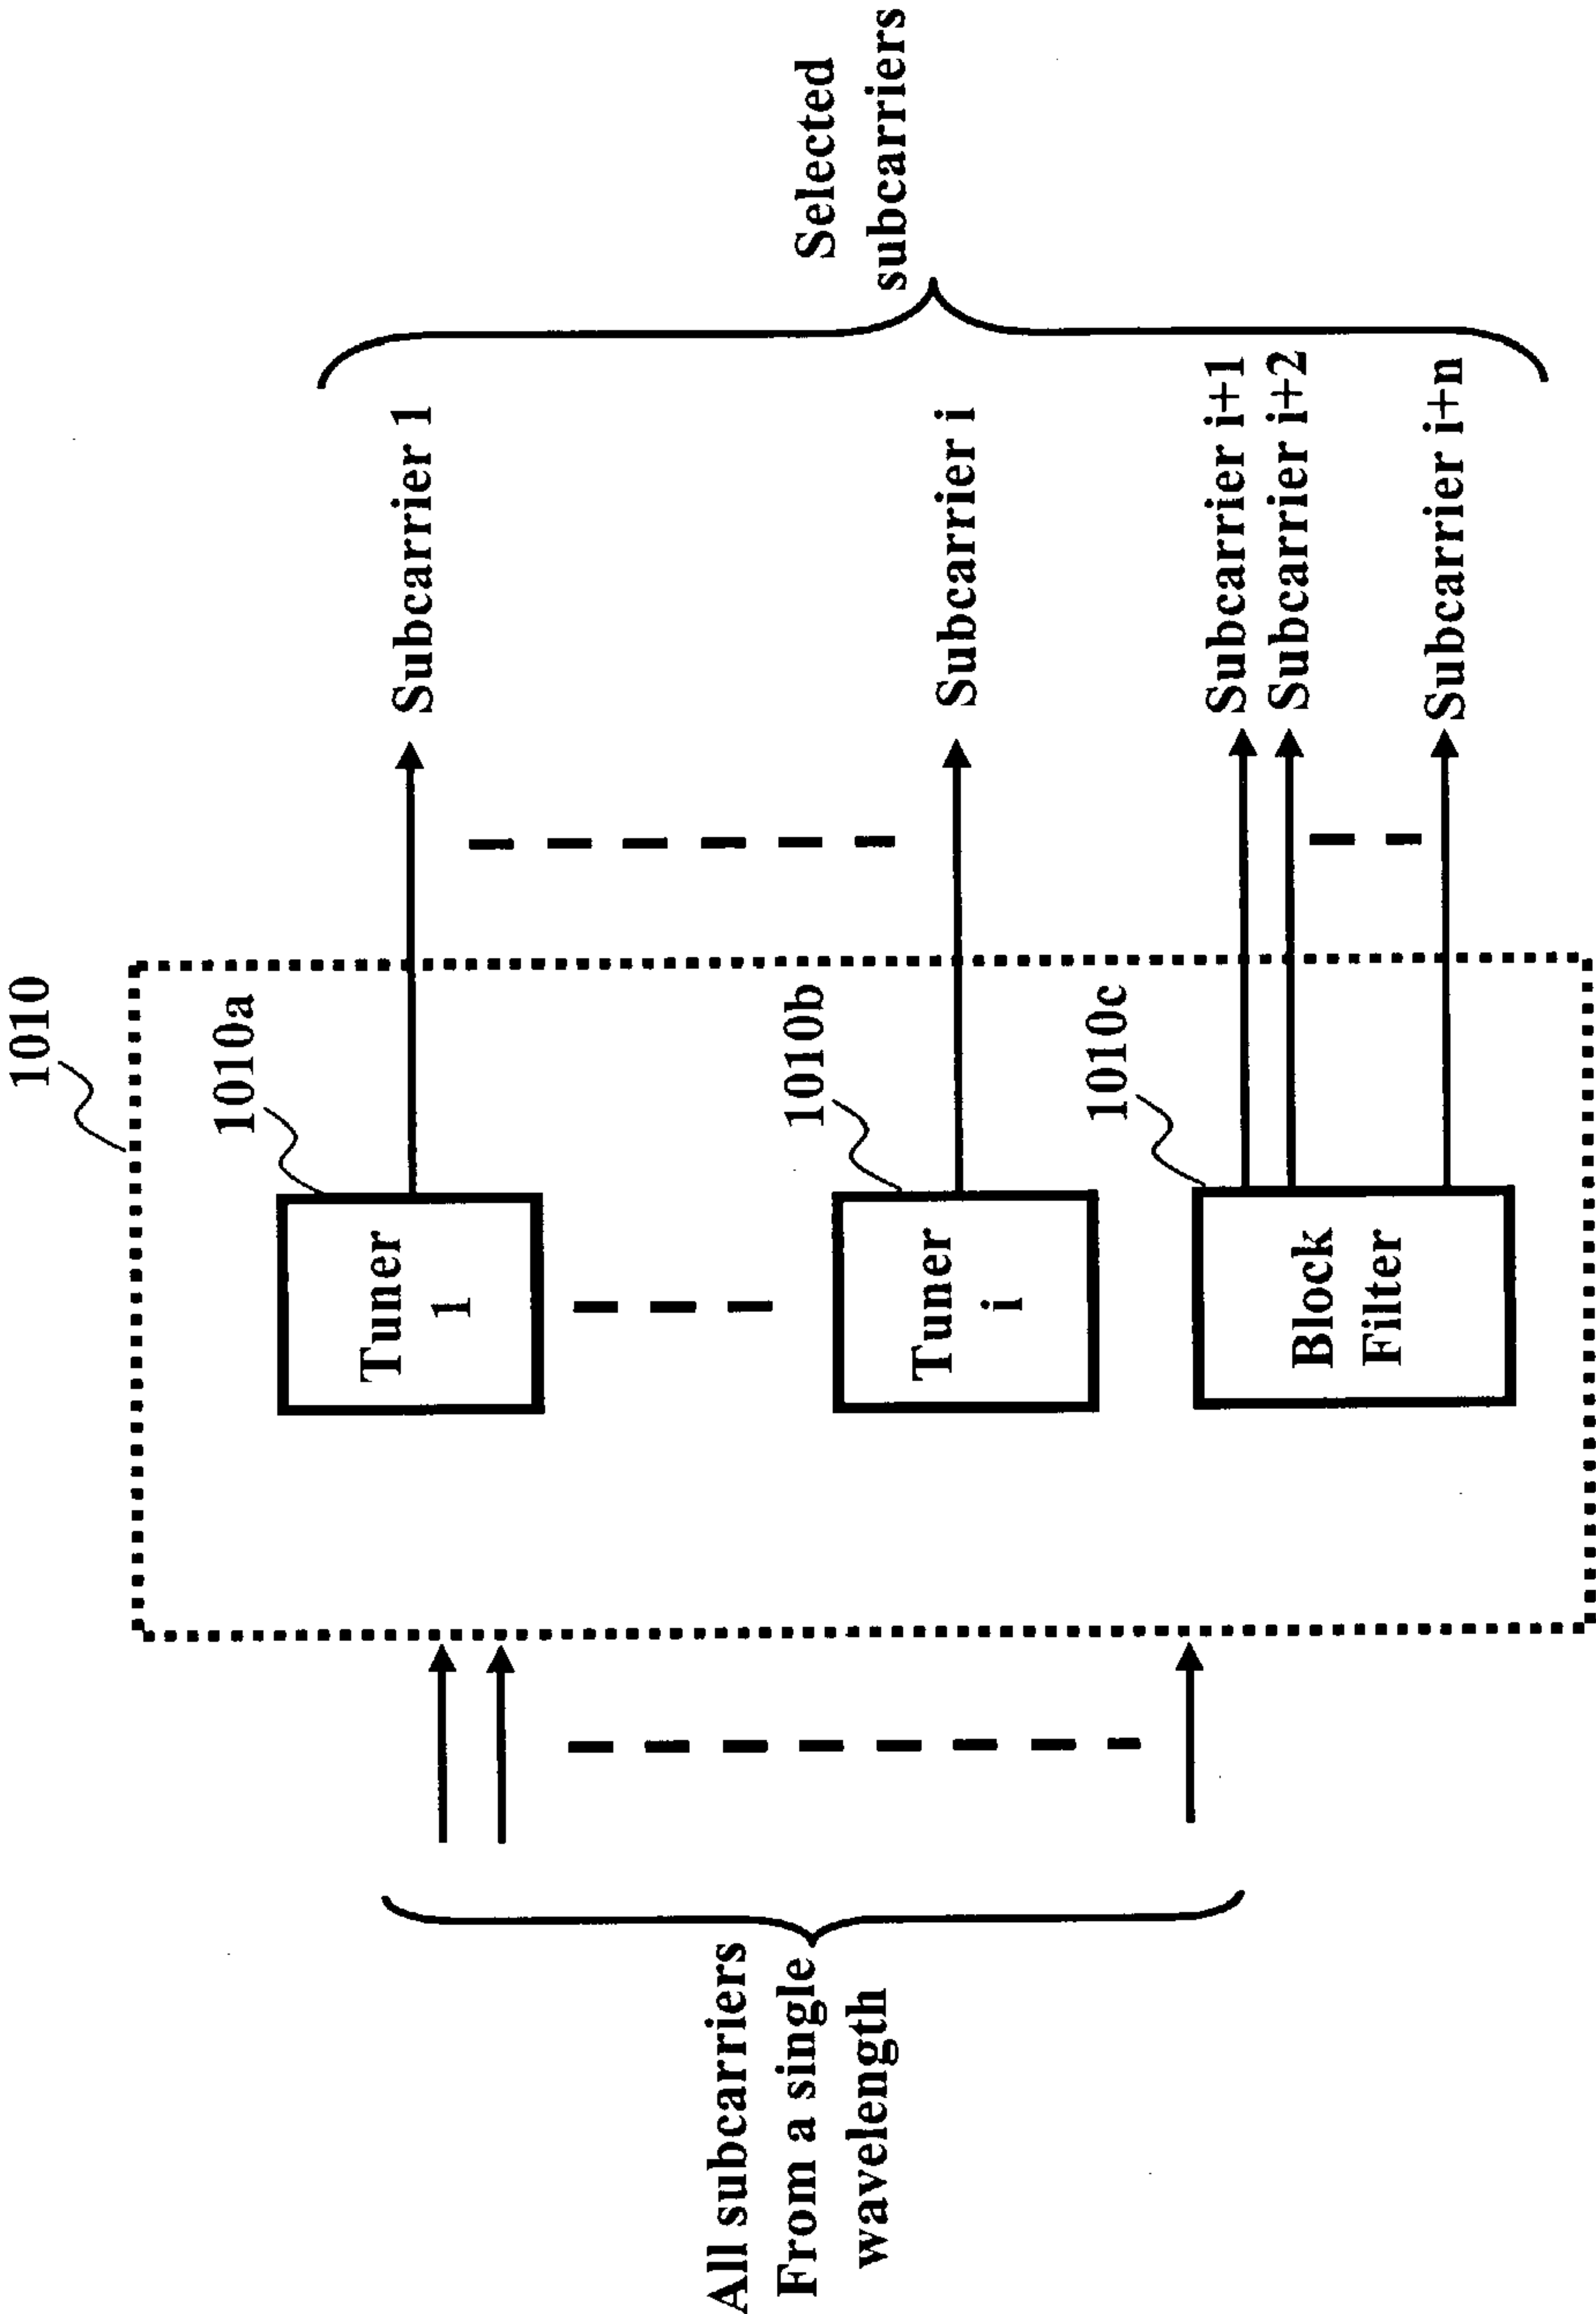 1010
All subcarriers
From a single
wavelength
1010a
Tuner
1
Subcarrier 1
1010b
Tuner
i
Subcarrier i
1010c
Block
Filter
Subcarrier i+1
Subcarrier i+2
Subcarrier i+n
Selected
subcarriers